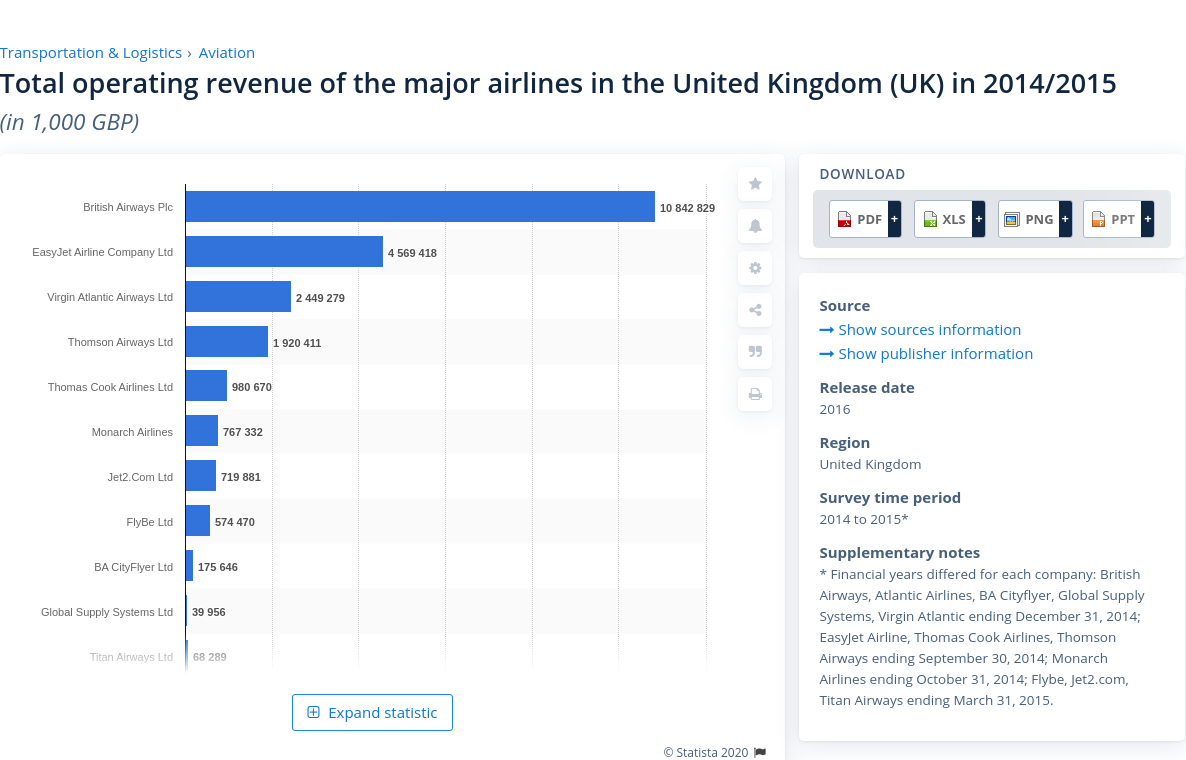 Transportation & Logistics › Aviation
Total operating revenue of the major airlines in the United Kingdom (UK) in 2014/2015
(in 1,000 GBP)
British Airways Plc 10 842 829
EasyJet Airline Company Ltd 4 569 418
Virgin Atlantic Airways Ltd 2 449 279
Thomson Airways Ltd 1 920 411
Thomas Cook Airlines Ltd 980 670
Monarch Airlines 767 332
Jet2.Com Ltd 719 881
FlyBe Ltd 574 470
BA CityFlyer Ltd 175 646
Global Supply Systems Ltd 39 956
Titan Airways Ltd 68 289
Expand statistic
© Statista 2020
DOWNLOAD
PDF + XLS + PNG + PPT +
Source
Show sources information
Show publisher information
Release date
2016
Region
United Kingdom
Survey time period
2014 to 2015*
Supplementary notes
* Financial years differed for each company: British
Airways, Atlantic Airlines, BA Cityflyer, Global Supply
Systems, Virgin Atlantic ending December 31, 2014;
EasyJet Airline, Thomas Cook Airlines, Thomson
Airways ending September 30, 2014; Monarch
Airlines ending October 31, 2014; Flybe, Jet2.com,
Titan Airways ending March 31, 2015.